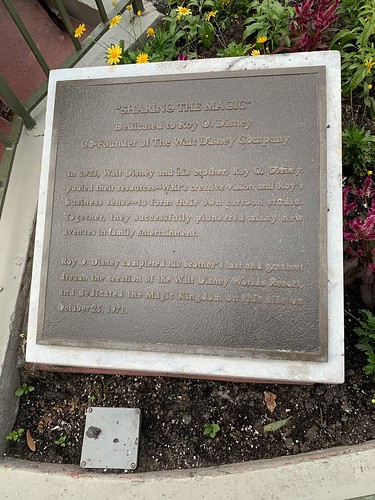 "SHARING THE MAGIC"
Dedicated to Roy O. Disney
Co-Founder of The Walt Disney Company
In 1923, Walt Disney and his brother, Roy O. Disney,
pooled their resources--Walt's creative vision and Roy's
business sense--to form their own cartoon studio.
Together, they successfully pioneered many new
avenues in family entertainment.
Roy O. Disney completed his brother's last and greatest
dream, the creation of the Walt Disney World® Resort,
and dedicated the Magic Kingdom on
October 25, 1971.